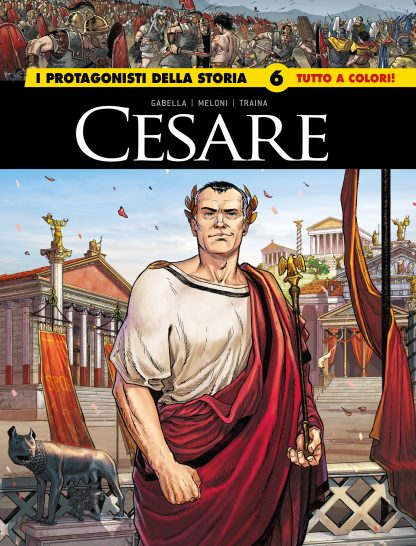 I PROTAGONISTI DELLA STORIA 6 TUTTO A COLORI!
GABELLA | MELONI | TRAINA
CESARE